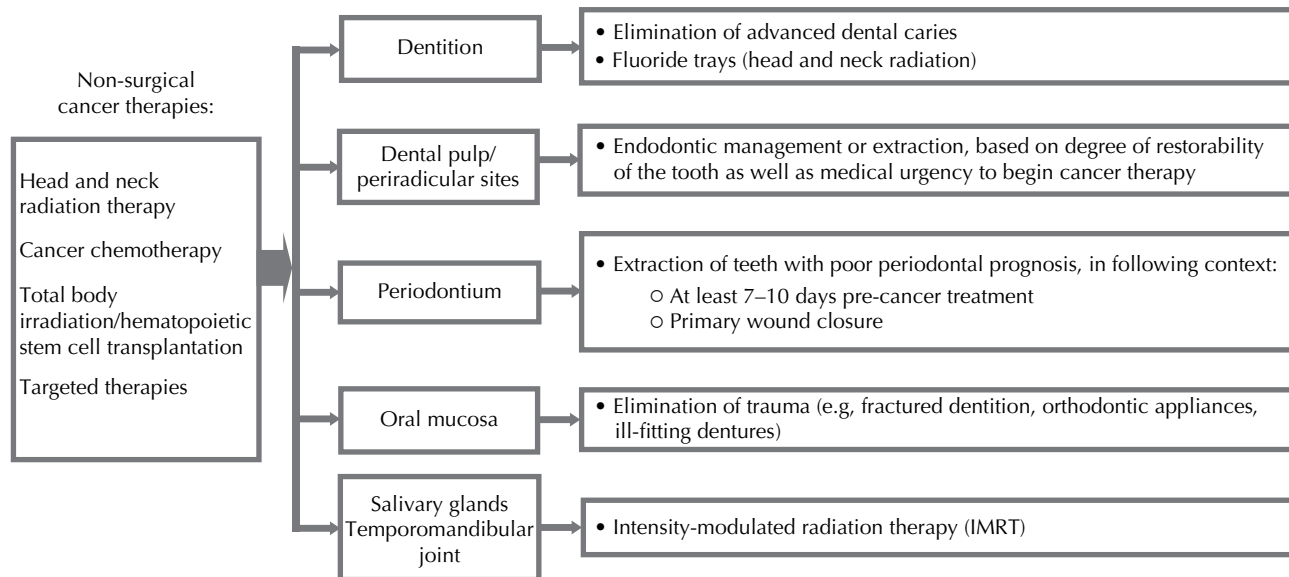 Non-surgical
cancer therapies:
Head and neck
radiation therapy
Cancer chemotherapy
Total body
irradiation/hematopoietic
stem cell transplantation
Targeted therapies
Dentition
• Elimination of advanced dental caries
• Fluoride trays (head and neck radiation)
Dental pulp/
periradicular sites
• Endodontic management or extraction, based on degree of restorability
of the tooth as well as medical urgency to begin cancer therapy
Periodontium
• Extraction of teeth with poor periodontal prognosis, in following context:
○ At least 7–10 days pre-cancer treatment
○ Primary wound closure
Oral mucosa
• Elimination of trauma (e.g, fractured dentition, orthodontic appliances,
ill-fitting dentures)
Salivary glands
Temporomandibular
joint
• Intensity-modulated radiation therapy (IMRT)